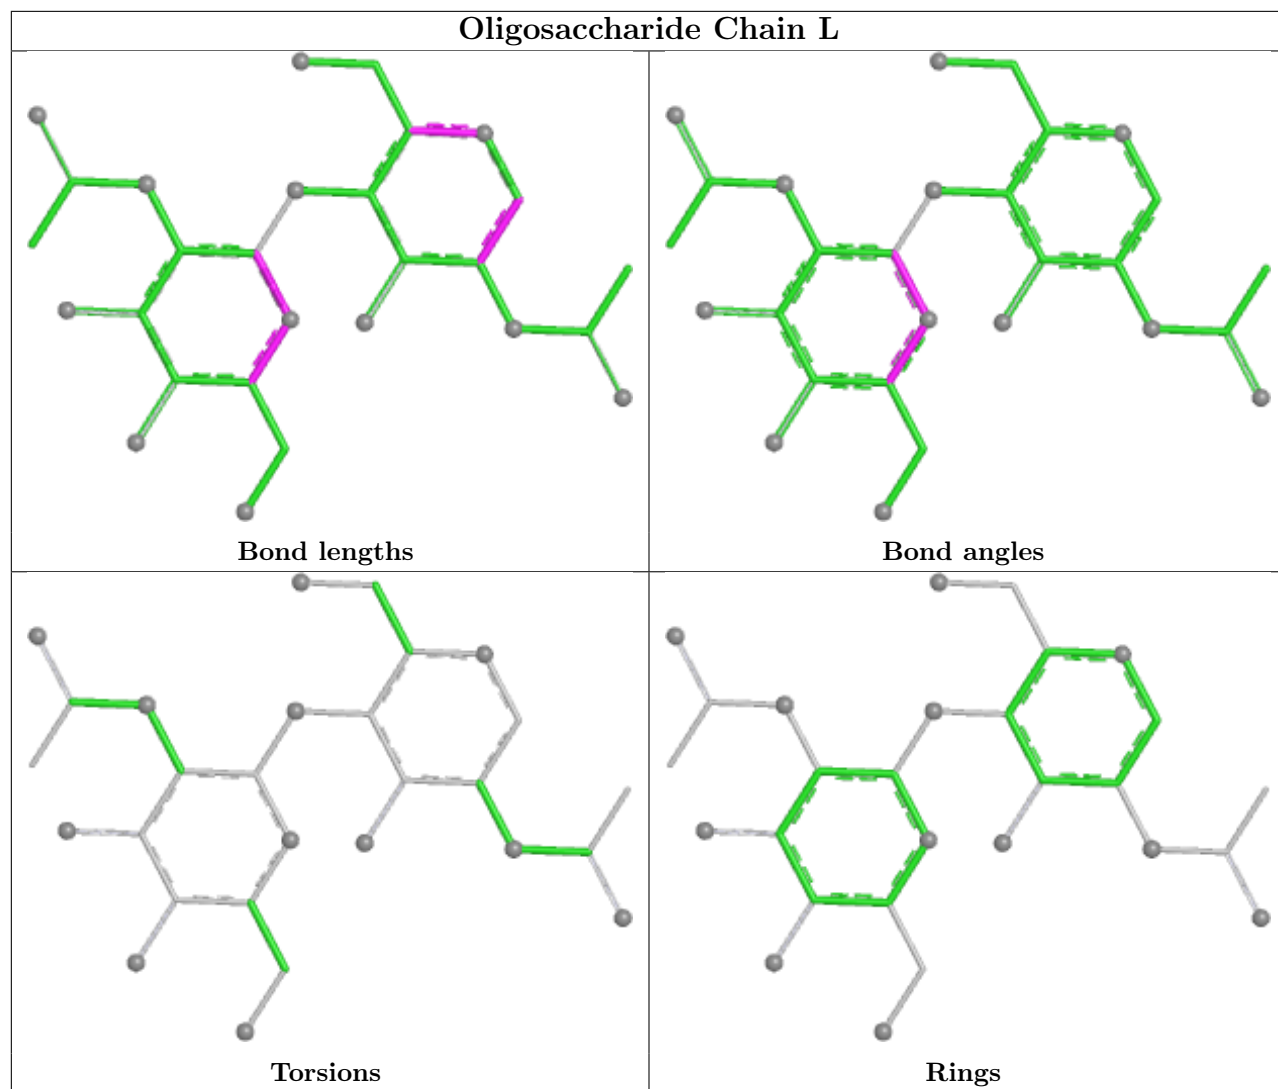 Oligosaccharide Chain L
Bond lengths
Bond angles
Torsions
Rings